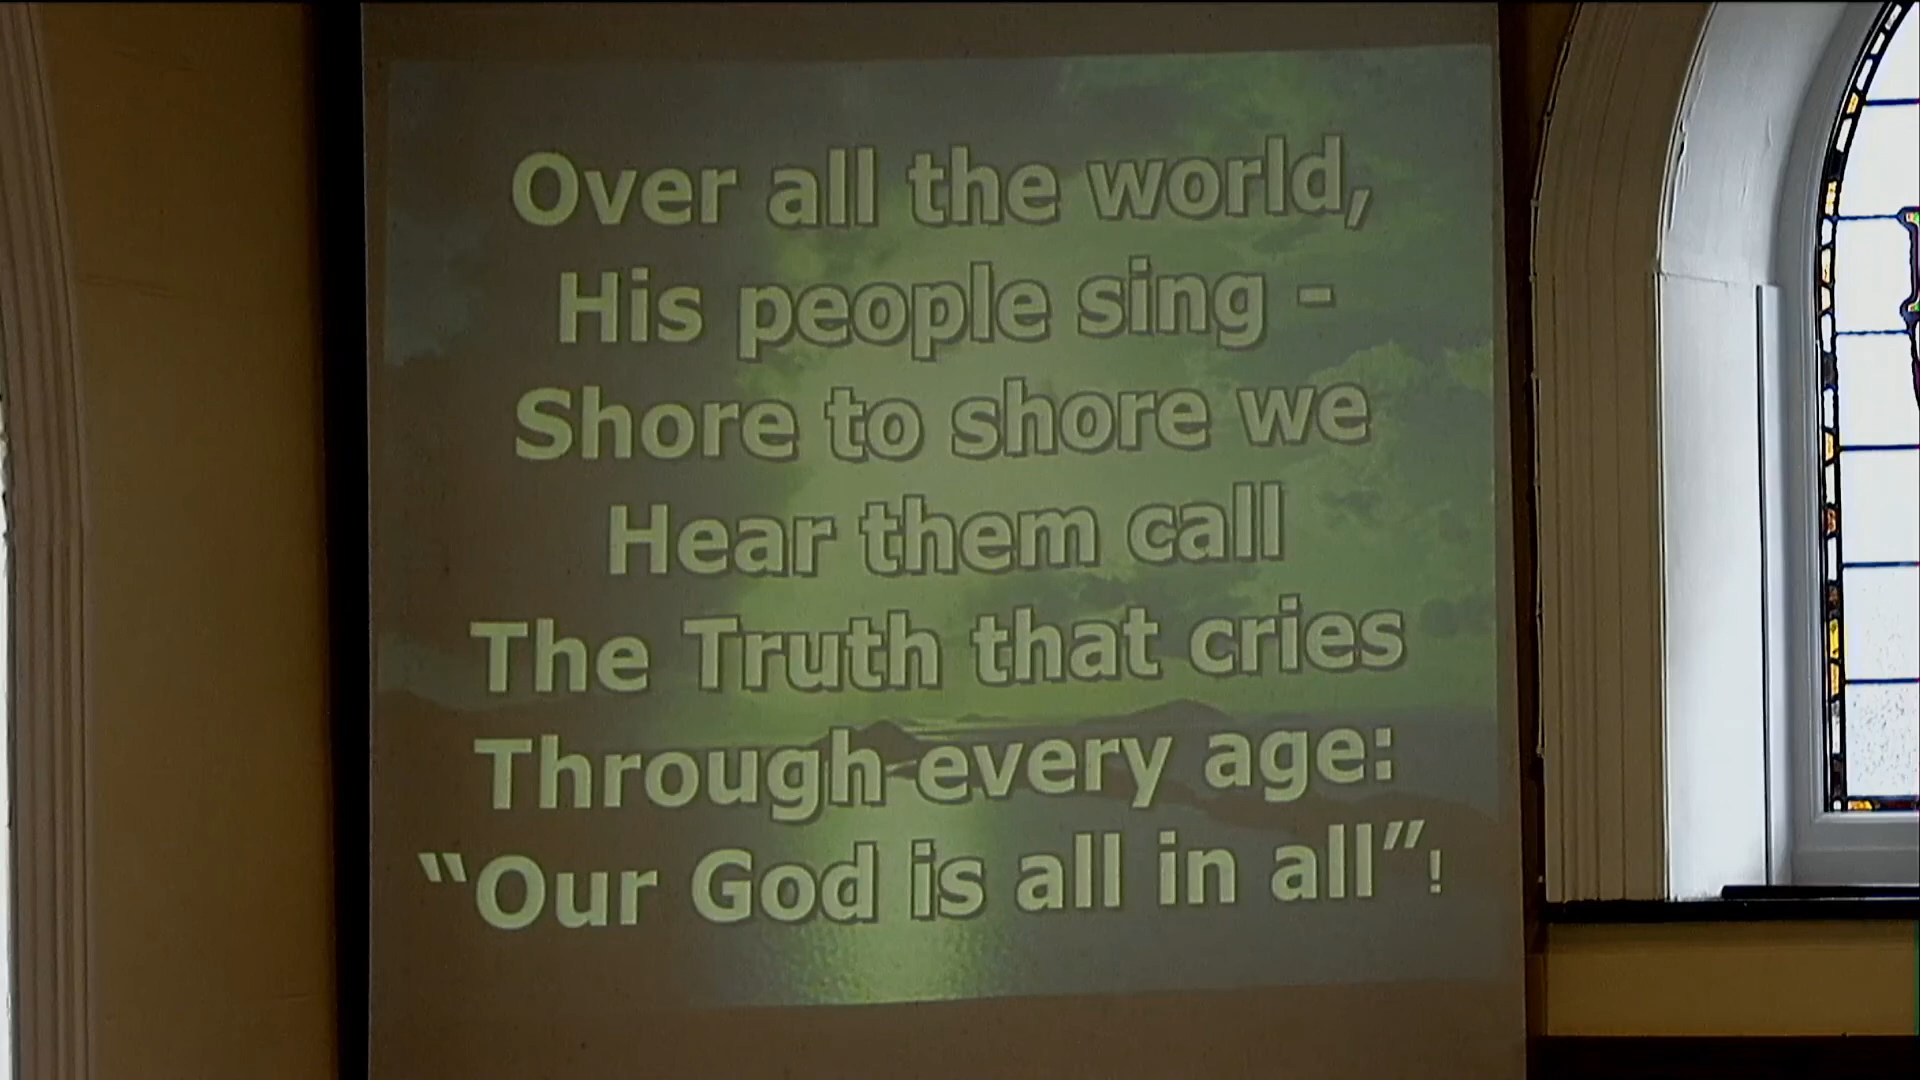 Over all the world,
His people sing -
Shore to shore we
Hear them call
The Truth that cries
Through every age:
“Our God is all in all”!